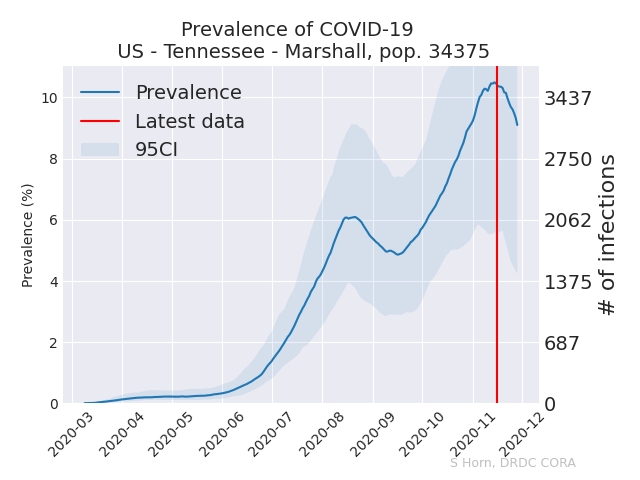 Prevalence of COVID-19
US - Tennessee - Marshall, pop. 34375
Prevalence
Latest data
95CI
Prevalence (%)
10
8
6
4
2
0
3437
2750
2062
1375
687
0
# of infections
2020-03
2020-04
2020-05
2020-06
2020-07
2020-08
2020-09
2020-10
2020-11
2020-12
S Horn, DRDC CORA